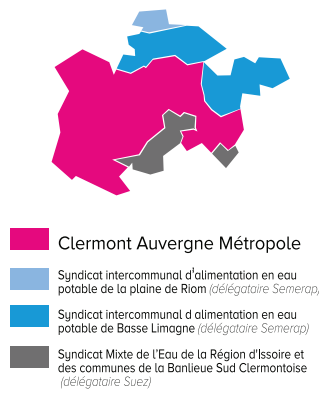 Clermont Auvergne Métropole
Syndicat intercommunal d'alimentation en eau
potable de la plaine de Riom (délégataire Semerap,
Syndicat intercommunal d alimentation en eau
potable de Basse Limagne (délégataire Semerap)
Syndicat Mixte de l'Eau de la Région d'Issoire et
des communes de la Banlieue Sud Clermontoise
(délégataire Suez)